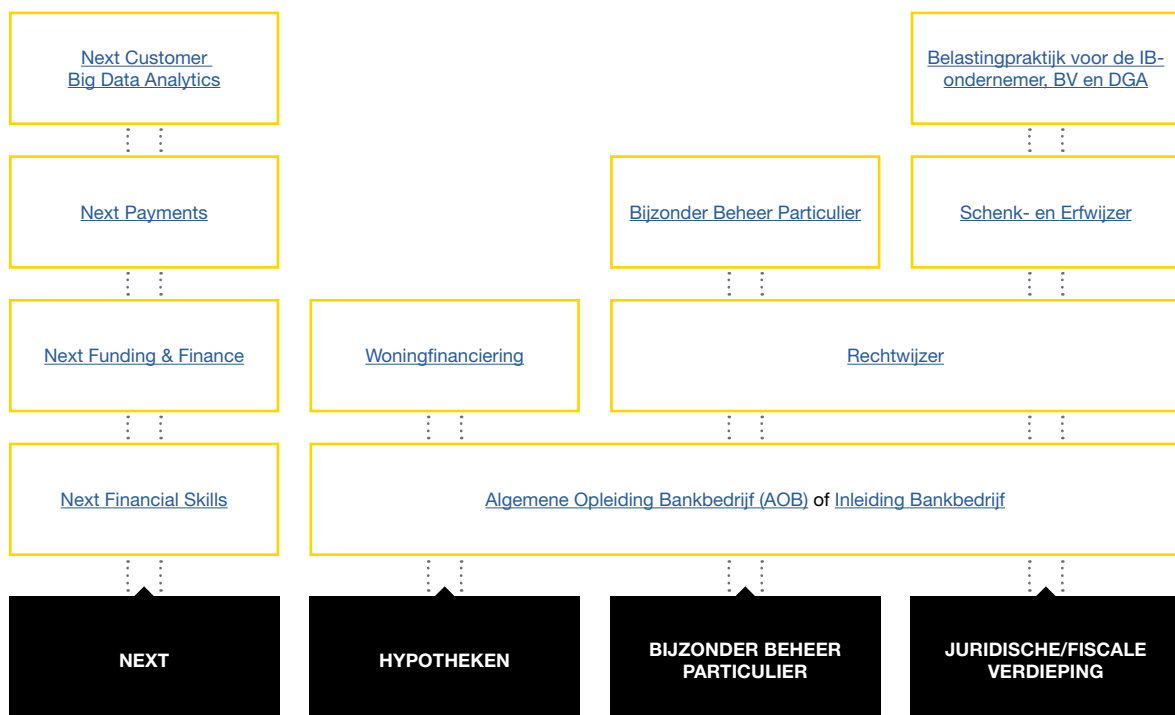 Next Customer
Big Data Analytics
Belastingpraktijk voor de IB-
ondernemer, BV en DGA
Next Payments
Bijzonder Beheer Particulier
Schenk- en Erfwijzer
Next Funding & Finance
Woningfinanciering
Rechtwijzer
Next Financial Skills
Algemene Opleiding Bankbedrijf (AOB) of Inleiding Bankbedrijf
NEXT
HYPOTHEKEN
BIJZONDER BEHEER
PARTICULIER
JURIDISCHE/FISCALE
VERDIEPING